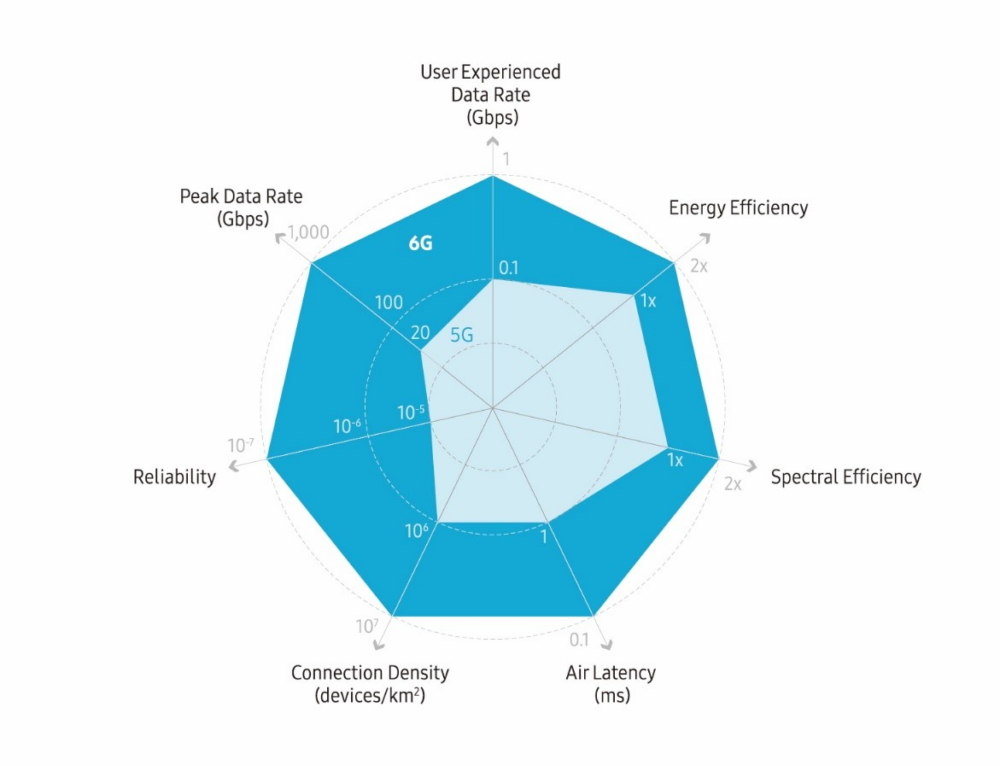 User Experienced
Data Rate
(Gbps)
1
Peak Data Rate
(Gbps)
1,000
Energy Efficiency
2x
6G
0.1
1x
100
20
5G
10⁻⁵
10⁻⁶
10⁻⁷
Reliability
1x
Spectral Efficiency
2x
10⁶
1
10⁷
0.1
Connection Density
(devices/km²)
Air Latency
(ms)